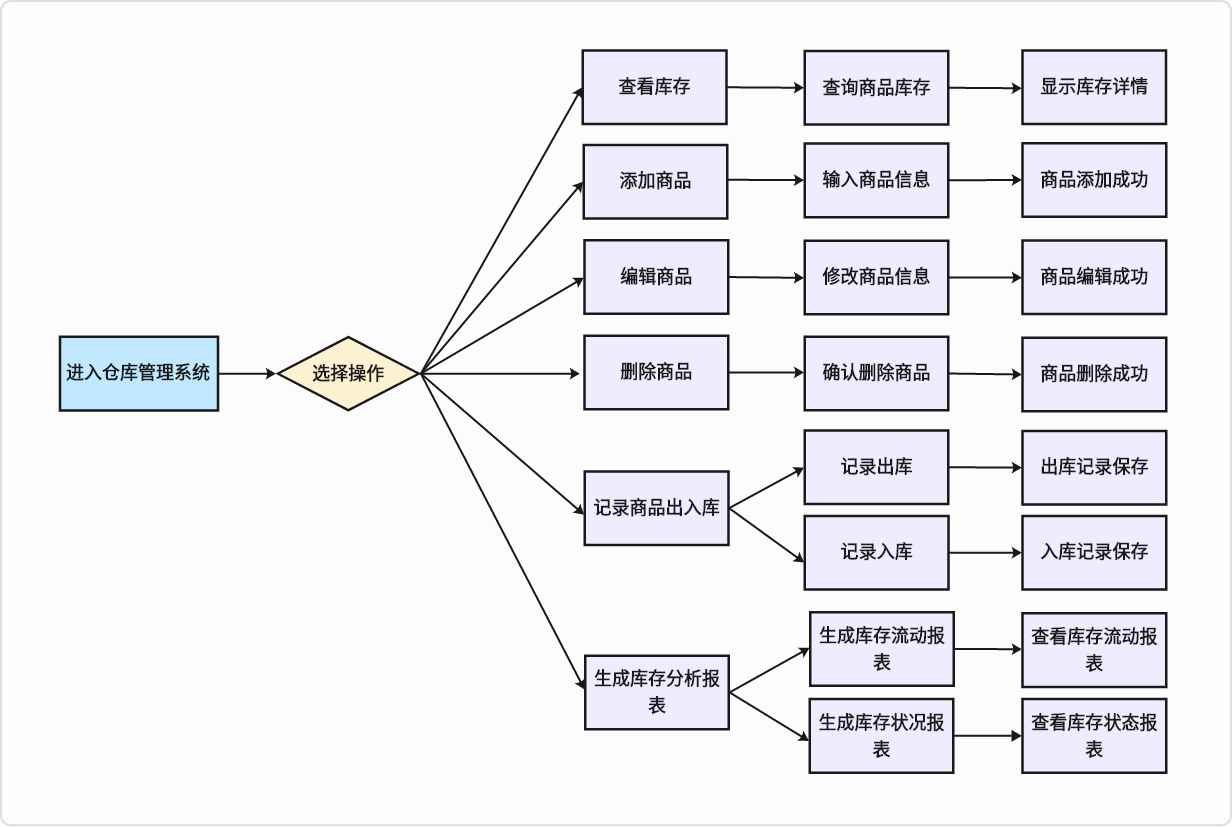 查看库存
查询商品库存
显示库存详情
添加商品
输入商品信息
商品添加成功
编辑商品
修改商品信息
商品编辑成功
进入仓库管理系统
选择操作
删除商品
确认删除商品
商品删除成功
记录商品出入库
记录出库
出库记录保存
记录入库
入库记录保存
生成库存分析报
表
生成库存流动报
表
查看库存流动报
表
生成库存状况报
表
查看库存状态报
表